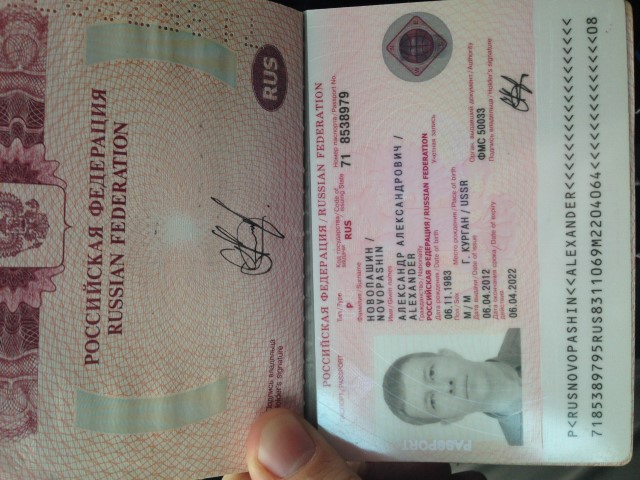 РОССИЙСКАЯ ФЕДЕРАЦИЯ
RUSSIAN FEDERATION
Подпись владельца
Holder's signature
RUS
РОССИЙСКАЯ ФЕДЕРАЦИЯ / RUSSIAN FEDERATION
ПАСПОРТ/PASSPORT Тип/Type Код государства/Code of Номер паспорта/Passport No.
выдачи issuing State
P RUS 71 8538979
Фамилия/Surname
НОВОПАШИН /
NOVOPASHIN
Имя/Given names
АЛЕКСАНДР АЛЕКСАНДРОВИЧ /
ALEXANDER
Гражданство/Nationality
РОССИЙСКАЯ ФЕДЕРАЦИЯ / RUSSIAN FEDERATION
Дата рождения/Date of birth Учетная запись
06.11.1983
Пол/Sex Место рождения/Place of birth
М/M Г. КУРГАН / USSR
Дата выдачи/Date of issue Орган, выдавший документ/Authority
06.04.2012 ФМС 50033
Дата окончания срока/Date of expiry Подпись владельца/Holder's signature
действия
06.04.2022
PASSPORT
P<RUSNOVOPASHIN<<ALEXANDER<<<<<<<<<<<<<<<<<<
7185389795RUS8311069M2204064<<<<<<<<<<<<<<08